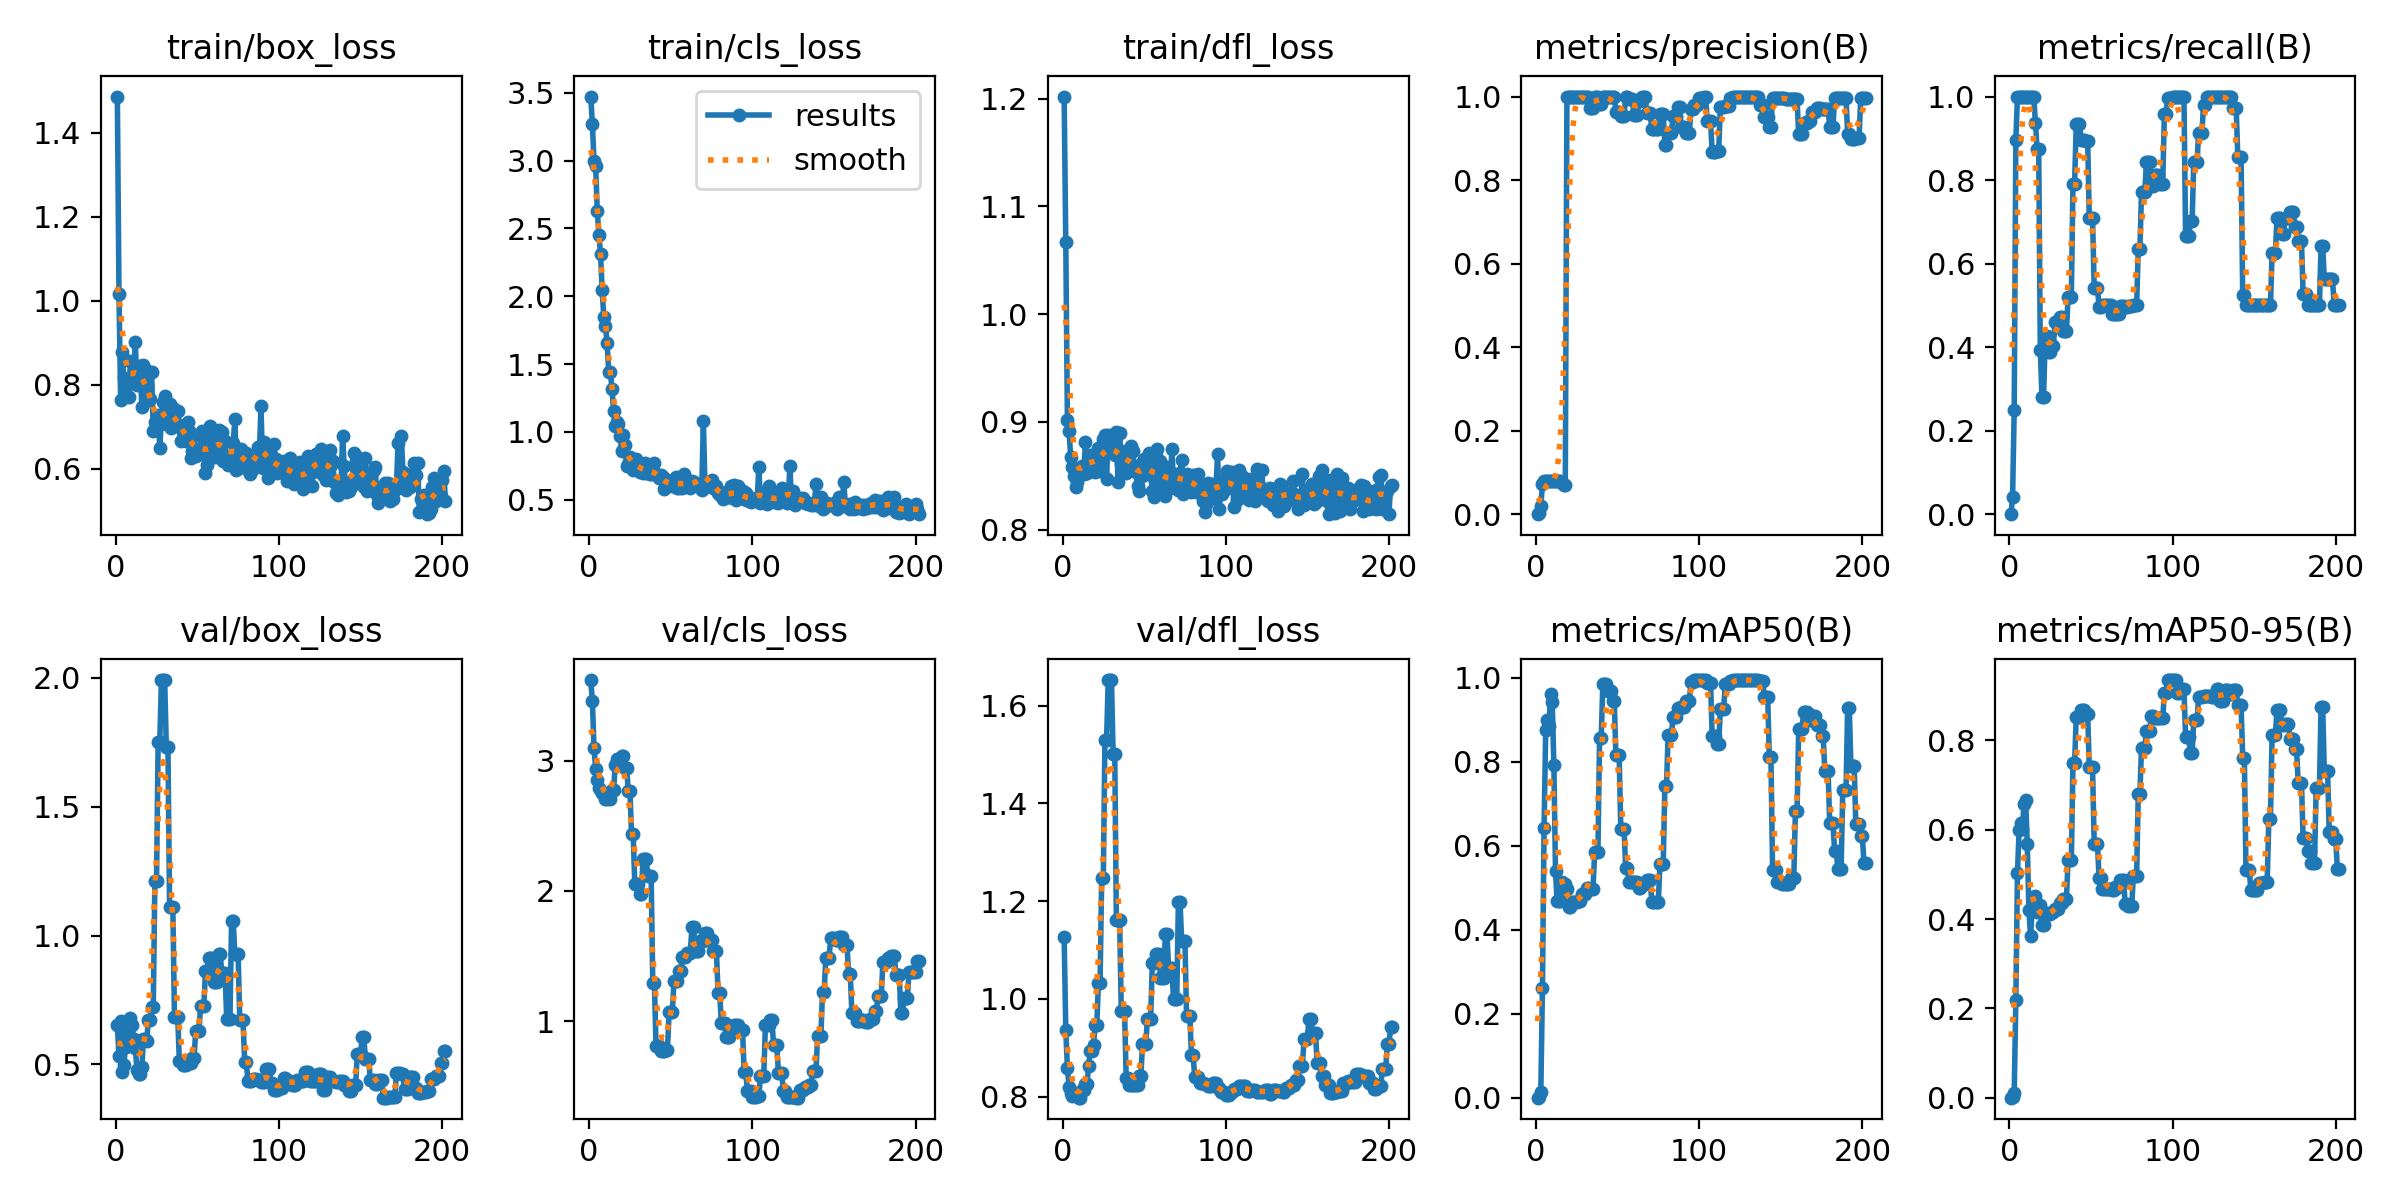 train/box_loss
1.4
1.2
1.0
0.8
0.6
0 100 200
train/cls_loss
3.5
3.0
2.5
2.0
1.5
1.0
0.5
0 100 200
results
smooth
train/dfl_loss
1.2
1.1
1.0
0.9
0.8
0 100 200
metrics/precision(B)
1.0
0.8
0.6
0.4
0.2
0.0
0 100 200
metrics/recall(B)
1.0
0.8
0.6
0.4
0.2
0.0
0 100 200
val/box_loss
2.0
1.5
1.0
0.5
0 100 200
val/cls_loss
3
2
1
0 100 200
val/dfl_loss
1.6
1.4
1.2
1.0
0.8
0 100 200
metrics/mAP50(B)
1.0
0.8
0.6
0.4
0.2
0.0
0 100 200
metrics/mAP50-95(B)
0.8
0.6
0.4
0.2
0.0
0 100 200